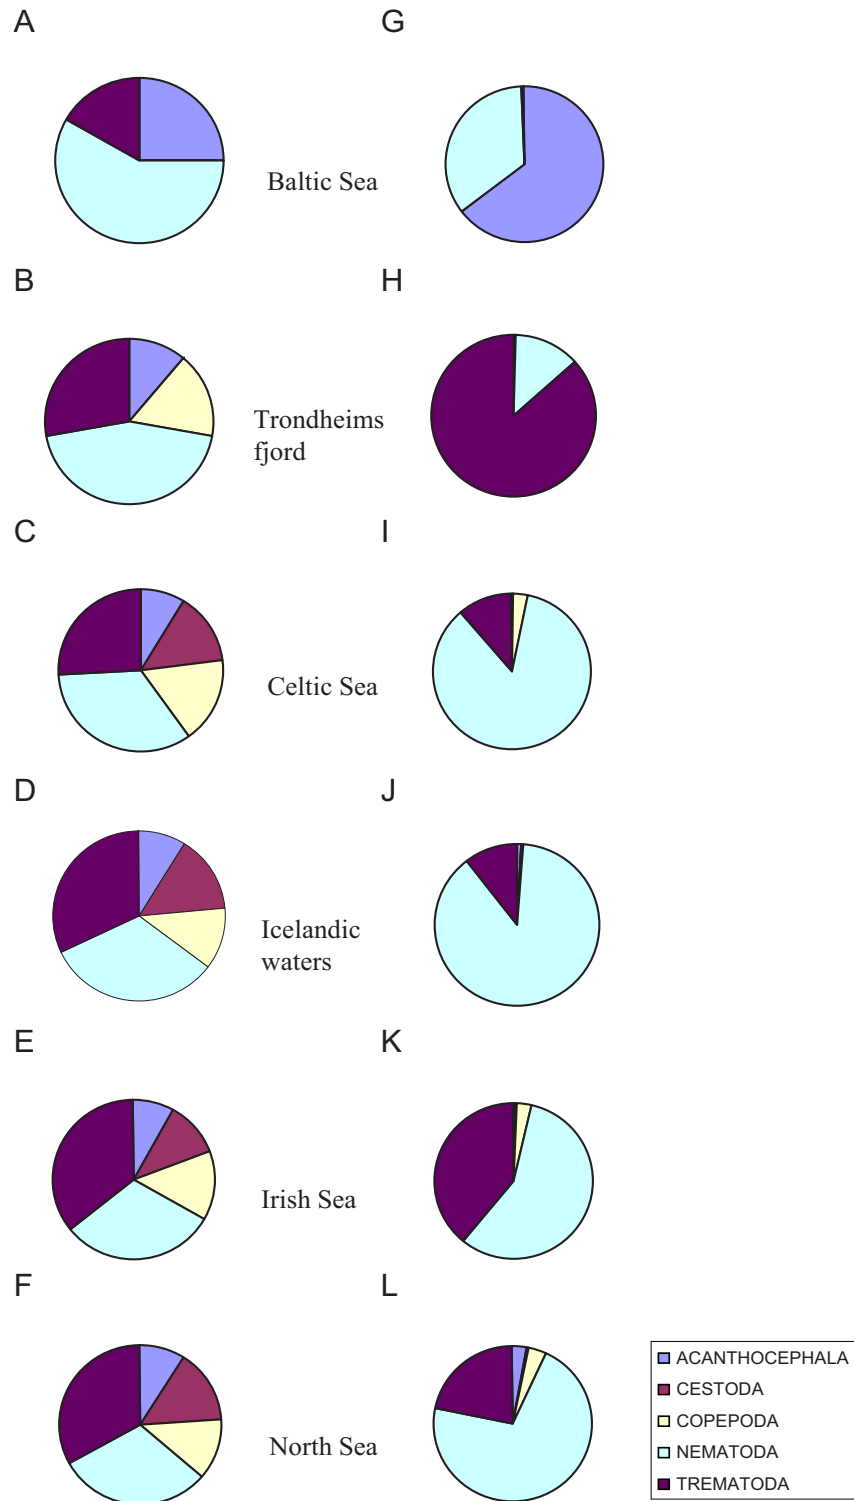 A
G
Baltic Sea
B
H
Trondheims
fjord
C
I
Celtic Sea
D
J
Icelandic
waters
E
K
Irish Sea
F
L
North Sea
ACANTHOCEPHALA
CESTODA
COPEPODA
NEMATODA
TREMATODA